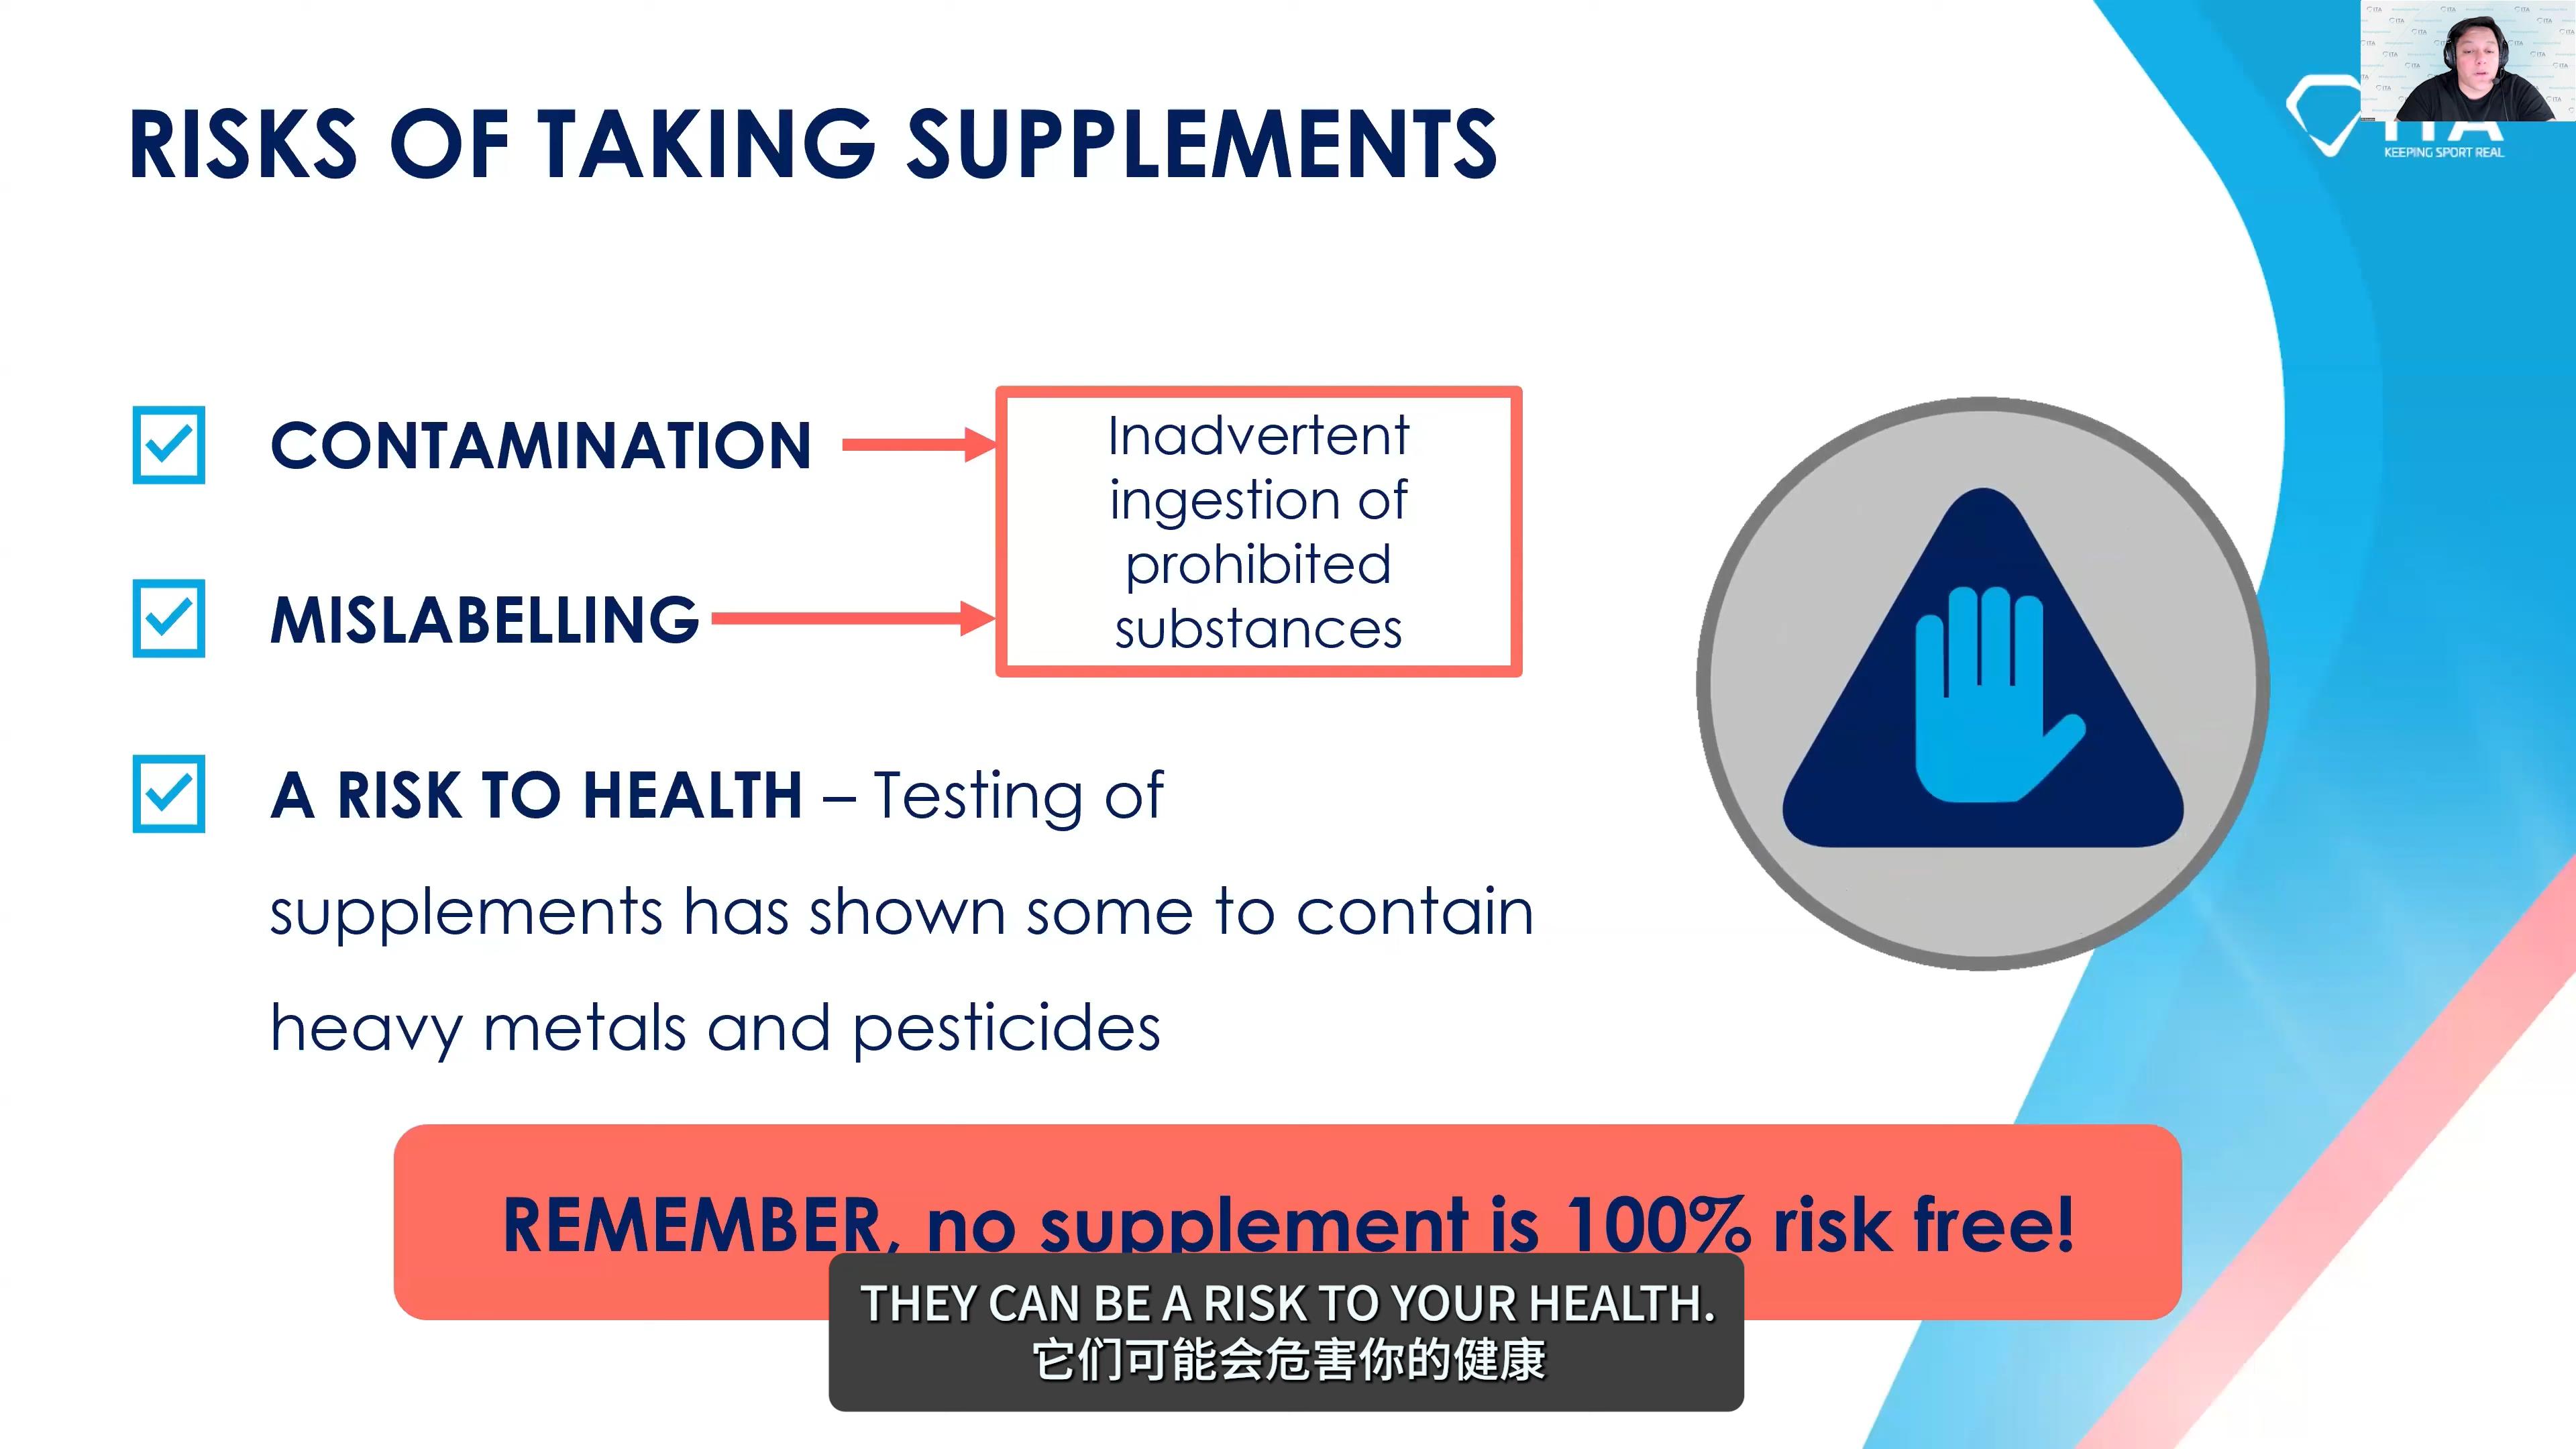 RISKS OF TAKING SUPPLEMENTS
ITA
KEEPING SPORT REAL
CONTAMINATION
MISLABELLING
Inadvertent
ingestion of
prohibited
substances
A RISK TO HEALTH – Testing of
supplements has shown some to contain
heavy metals and pesticides
REMEMBER, no supplement is 100% risk free!
THEY CAN BE A RISK TO YOUR HEALTH.
它们可能会危害你的健康